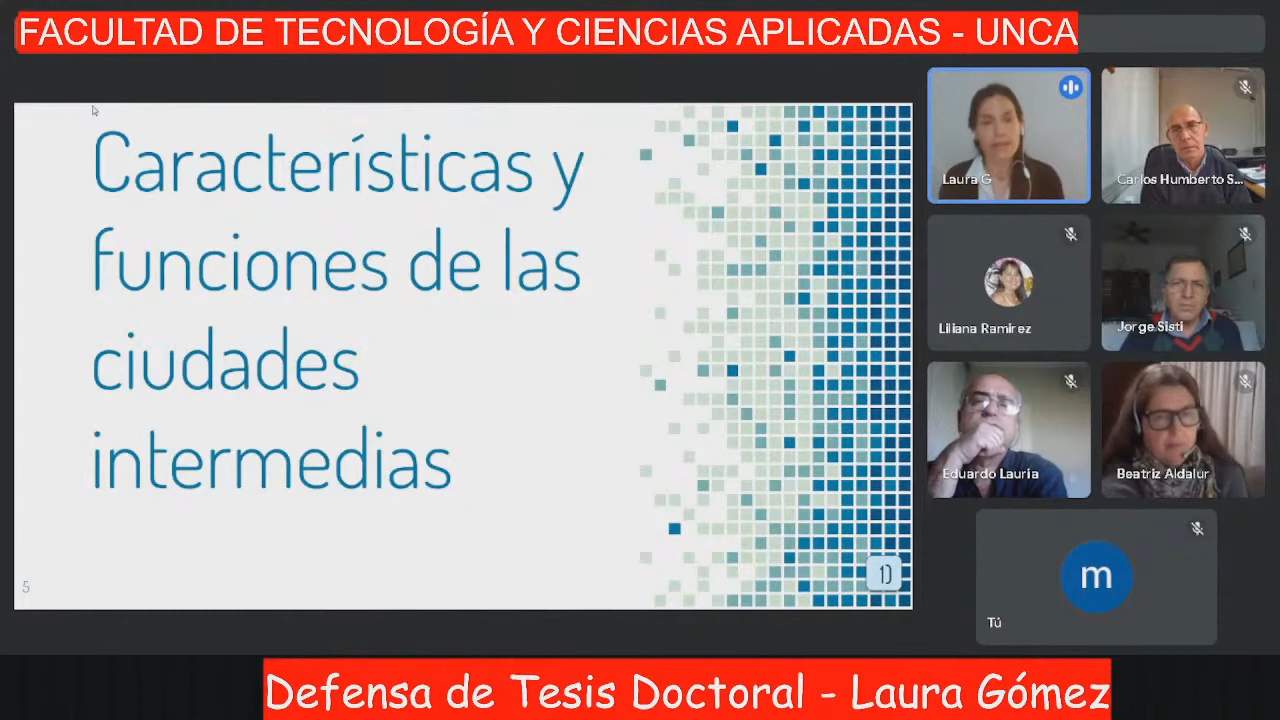 FACULTAD DE TECNOLOGÍA Y CIENCIAS APLICADAS - UNCA
Características y
funciones de las
ciudades
intermedias
5
1)
Laura G
Carlos Humberto S...
Liliana Ramirez
Jorge Sisti
Eduardo Lauría
Beatriz Aldalur
m
Tú
Defensa de Tesis Doctoral - Laura Gómez